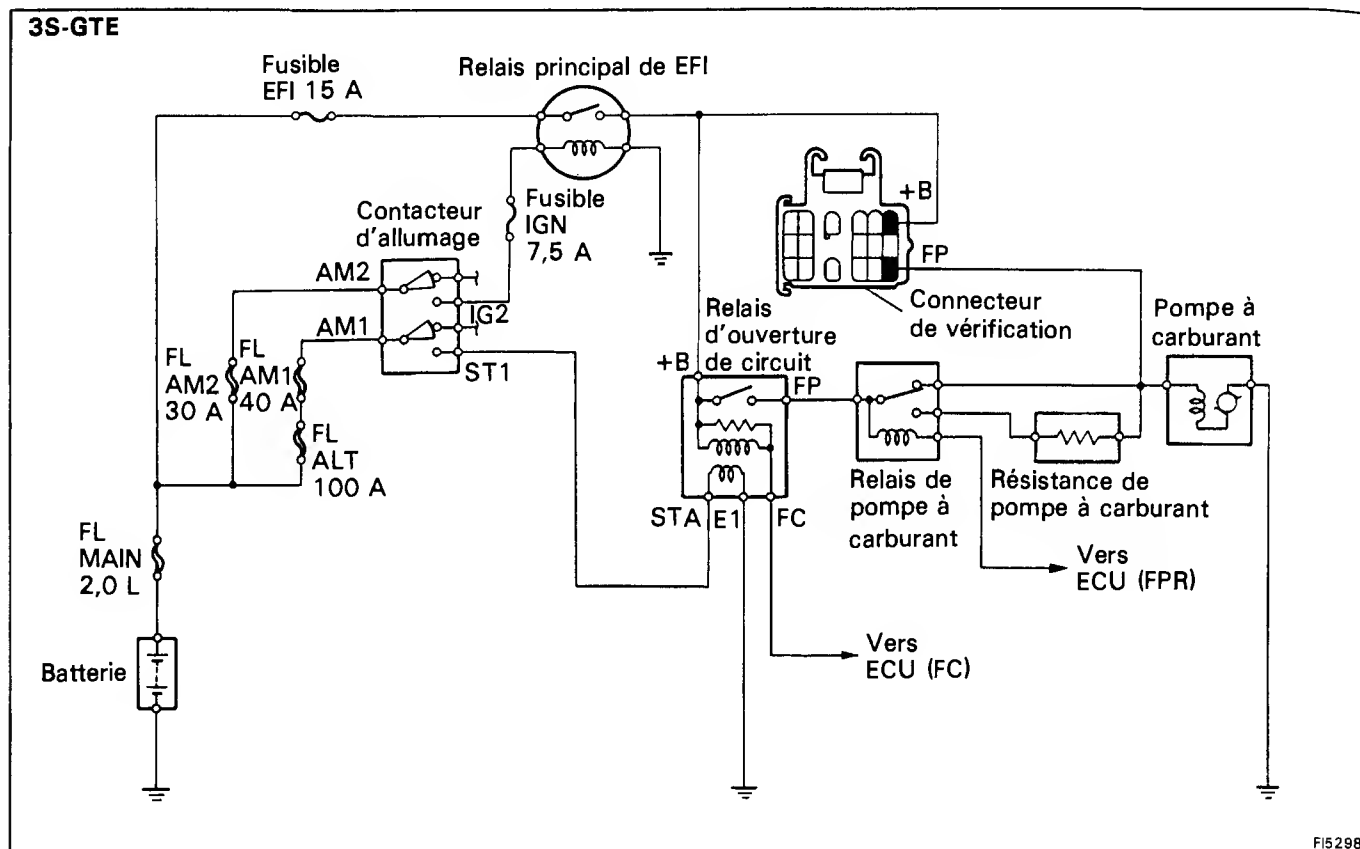 3S-GTE
Fusible
EFI 15 A
Relais principal de EFI
Contacteur
d'allumage
Fusible
IGN
7,5 A
+B
FP
AM2
IG2
AM1
ST1
Connecteur
de vérification
Relais
d'ouverture
de circuit
Pompe à
carburant
+B
FP
FL
AM2
30 A
FL
AM1
40 A
FL
ALT
100 A
STA
E1
FC
Relais de
pompe à
carburant
Résistance de
pompe à carburant
FL
MAIN
2,0 L
Vers
ECU (FPR)
Vers
ECU (FC)
Batterie
FI5298